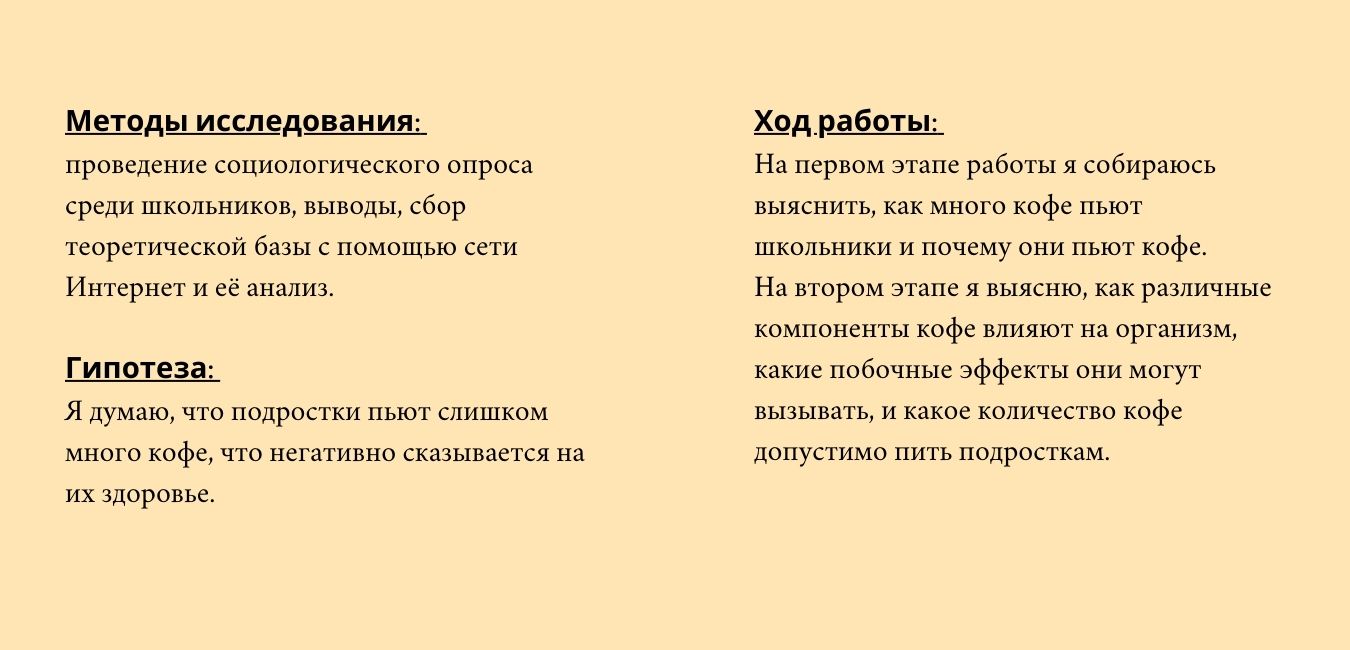 Методы исследования:
проведение социологического опроса
среди школьников, выводы, сбор
теоретической базы с помощью сети
Интернет и её анализ.
Гипотеза:
Я думаю, что подростки пьют слишком
много кофе, что негативно сказывается на
их здоровье.
Ход работы:
На первом этапе работы я собираюсь
выяснить, как много кофе пьют
школьники и почему они пьют кофе.
На втором этапе я выясню, как различные
компоненты кофе влияют на организм,
какие побочные эффекты они могут
вызывать, и какое количество кофе
допустимо пить подросткам.